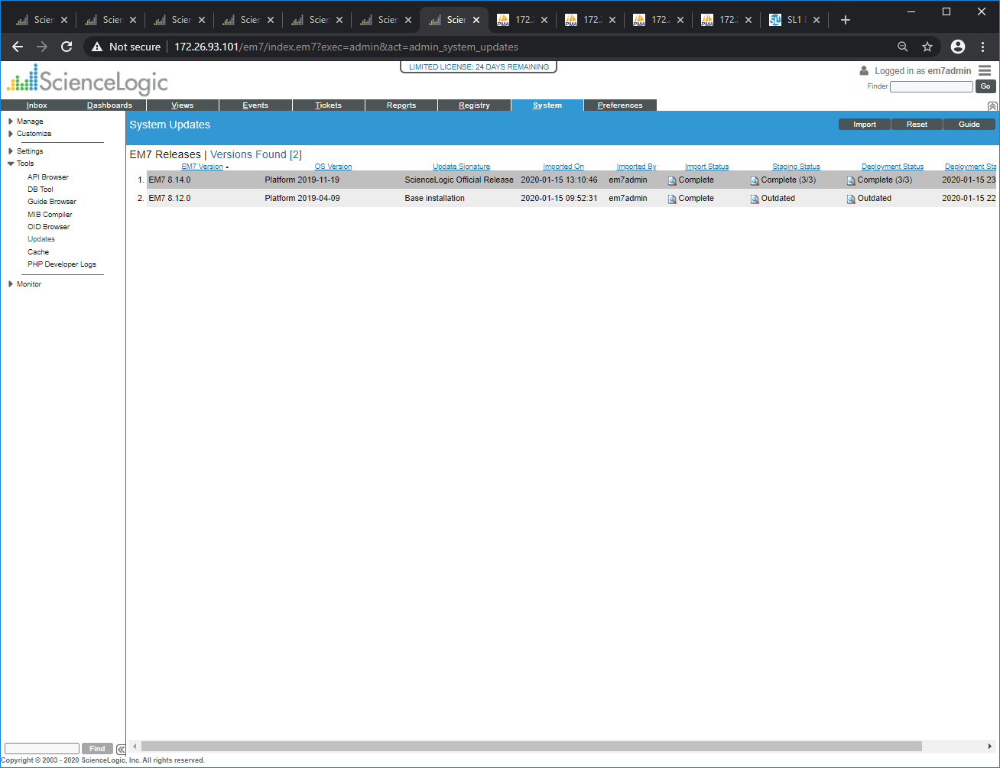 Scien Scien Scien Scien Scien Scien Scien 172. 172. 172. 172. SL1
Not secure 172.26.93.101/em7/index.em7?exec=admin&act=admin_system_updates
ScienceLogic
LIMITED LICENSE: 24 DAYS REMAINING
Logged in as em7admin
Finder Go
Inbox Dashboards Views Events Tickets Reports Registry System Preferences
Manage
Customize
Settings
Tools
API Browser
DB Tool
Guide Browser
MIB Compiler
OID Browser
Updates
Cache
PHP Developer Logs
Monitor
System Updates Import Reset Guide
EM7 Releases | Versions Found [2]
EM7 Version OS Version Update Signature Imported On Imported By Import Status Staging Status Deployment Status Deployment Sta
1. EM7 8.14.0 Platform 2019-11-19 ScienceLogic Official Release 2020-01-15 13:10:46 em7admin Complete Complete (3/3) Complete (3/3) 2020-01-15 23
2. EM7 8.12.0 Platform 2019-04-09 Base installation 2020-01-15 09:52:31 em7admin Complete Outdated Outdated 2020-01-15 22
Find
Copyright © 2003 - 2020 ScienceLogic, Inc. All rights reserved.